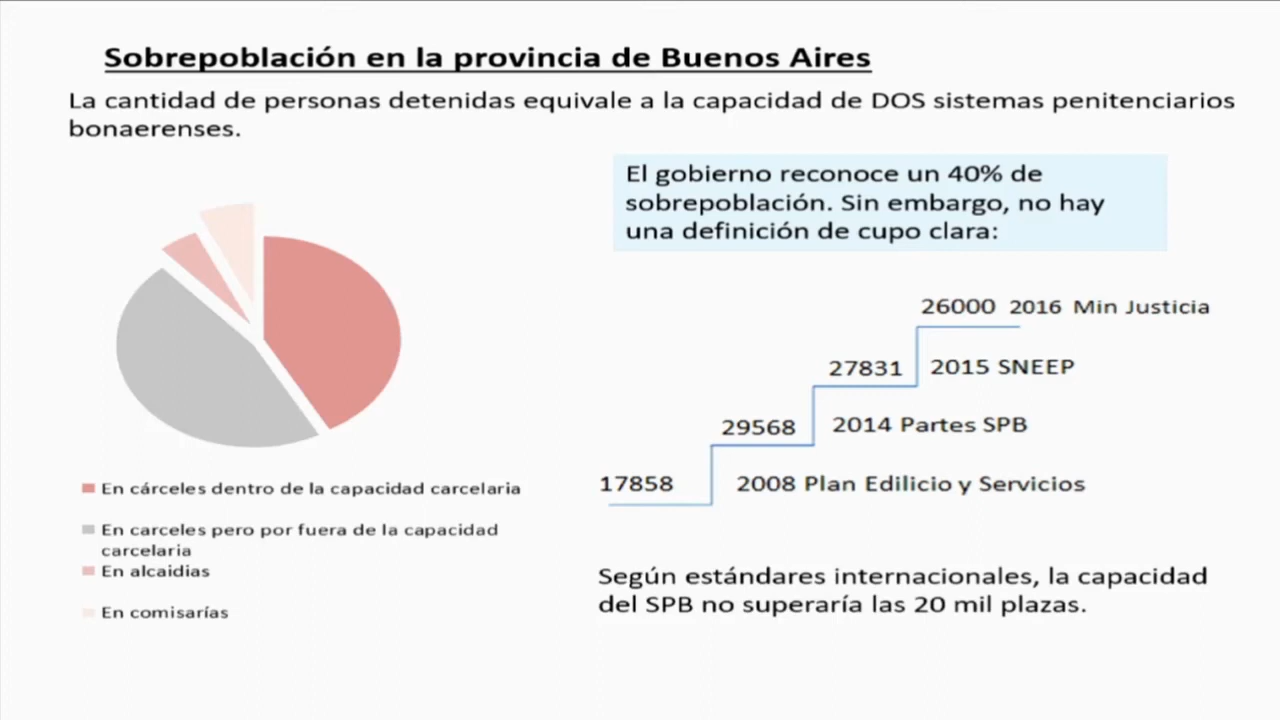 Sobrepoblación en la provincia de Buenos Aires
La cantidad de personas detenidas equivale a la capacidad de DOS sistemas penitenciarios
bonaerenses.
El gobierno reconoce un 40% de
sobrepoblación. Sin embargo, no hay
una definición de cupo clara:
26000 2016 Min Justicia
27831 2015 SNEEP
29568 2014 Partes SPB
17858 2008 Plan Edilicio y Servicios
En cárceles dentro de la capacidad carcelaria
En carceles pero por fuera de la capacidad
carcelaria
En alcaidias
En comisarías
Según estándares internacionales, la capacidad
del SPB no superaría las 20 mil plazas.